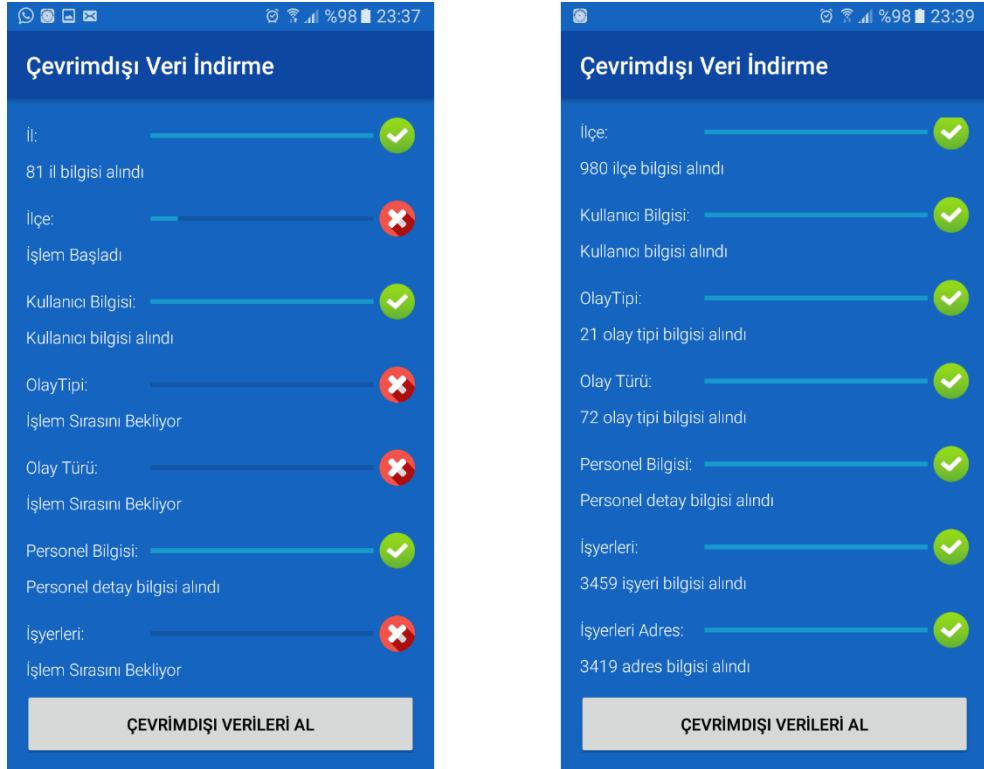 %98 23:37
Çevrimdışı Veri İndirme
İl:
81 il bilgisi alındı
İlçe:
İşlem Başladı
Kullanıcı Bilgisi:
Kullanıcı bilgisi alındı
OlayTipi:
İşlem Sırasını Bekliyor
Olay Türü:
İşlem Sırasını Bekliyor
Personel Bilgisi:
Personel detay bilgisi alındı
İşyerleri:
İşlem Sırasını Bekliyor
ÇEVRİMDIŞI VERİLERİ AL
%98 23:39
Çevrimdışı Veri İndirme
İlçe:
980 ilçe bilgisi alındı
Kullanıcı Bilgisi:
Kullanıcı bilgisi alındı
OlayTipi:
21 olay tipi bilgisi alındı
Olay Türü:
72 olay tipi bilgisi alındı
Personel Bilgisi:
Personel detay bilgisi alındı
İşyerleri:
3459 işyeri bilgisi alındı
İşyerleri Adres:
3419 adres bilgisi alındı
ÇEVRİMDIŞI VERİLERİ AL